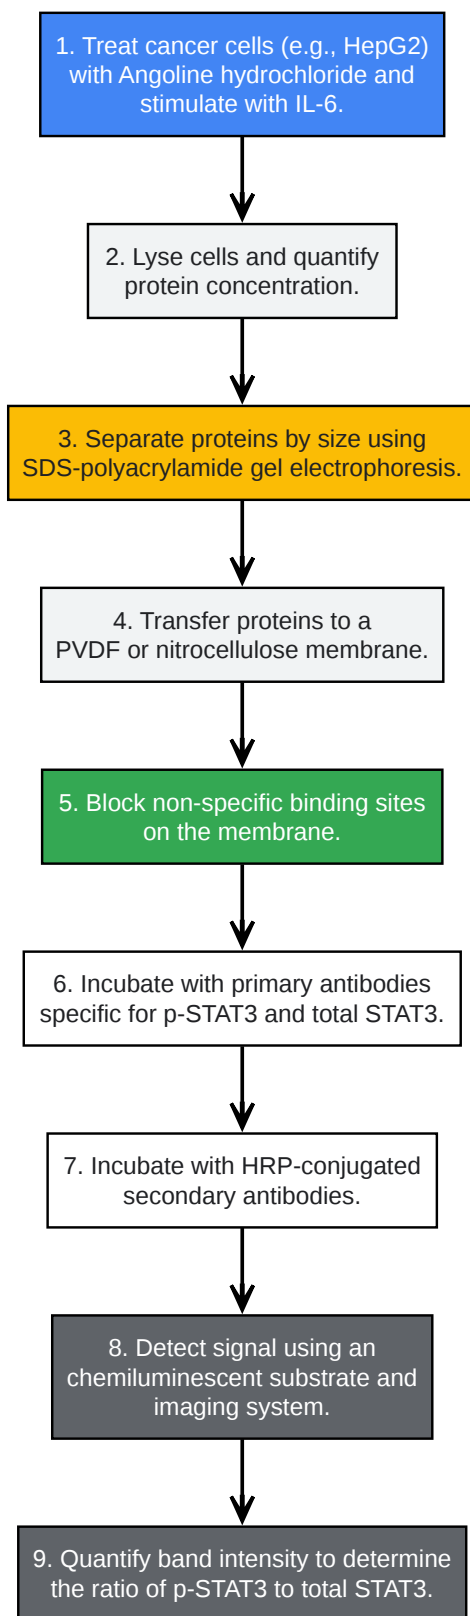 1. Treat cancer cells (e.g., HepG2)
with Angoline hydrochloride and
stimulate with IL-6.
2. Lyse cells and quantify
protein concentration.
3. Separate proteins by size using
SDS-polyacrylamide gel electrophoresis.
4. Transfer proteins to a
PVDF or nitrocellulose membrane.
5. Block non-specific binding sites
on the membrane.
6. Incubate with primary antibodies
specific for p-STAT3 and total STAT3.
7. Incubate with HRP-conjugated
secondary antibodies.
8. Detect signal using an
chemiluminescent substrate and
imaging system.
9. Quantify band intensity to determine
the ratio of p-STAT3 to total STAT3.